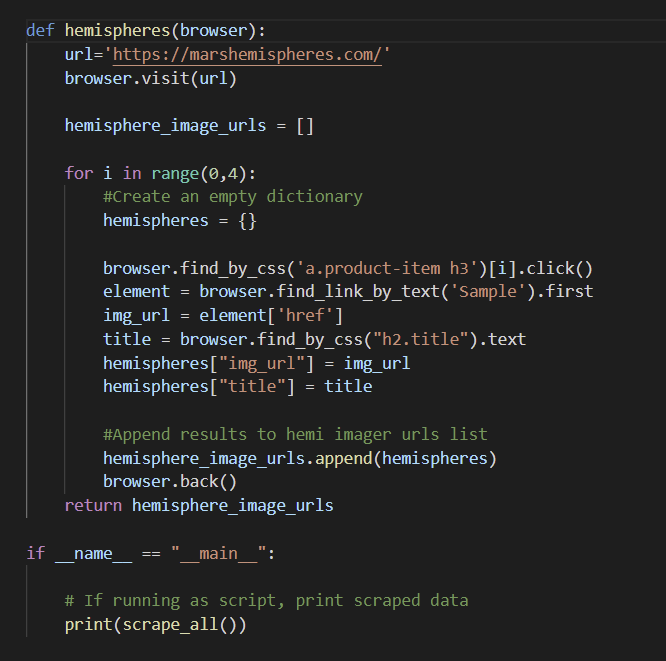 def hemispheres(browser):
    url='https://marshemispheres.com/'
    browser.visit(url)

    hemisphere_image_urls = []

    for i in range(0,4):
        #Create an empty dictionary
        hemispheres = {}

        browser.find_by_css('a.product-item h3')[i].click()
        element = browser.find_link_by_text('Sample').first
        img_url = element['href']
        title = browser.find_by_css("h2.title").text
        hemispheres["img_url"] = img_url
        hemispheres["title"] = title

        #Append results to hemi imager urls list
        hemisphere_image_urls.append(hemispheres)
        browser.back()
    return hemisphere_image_urls

if __name__ == "__main__":

    # If running as script, print scraped data
    print(scrape_all())